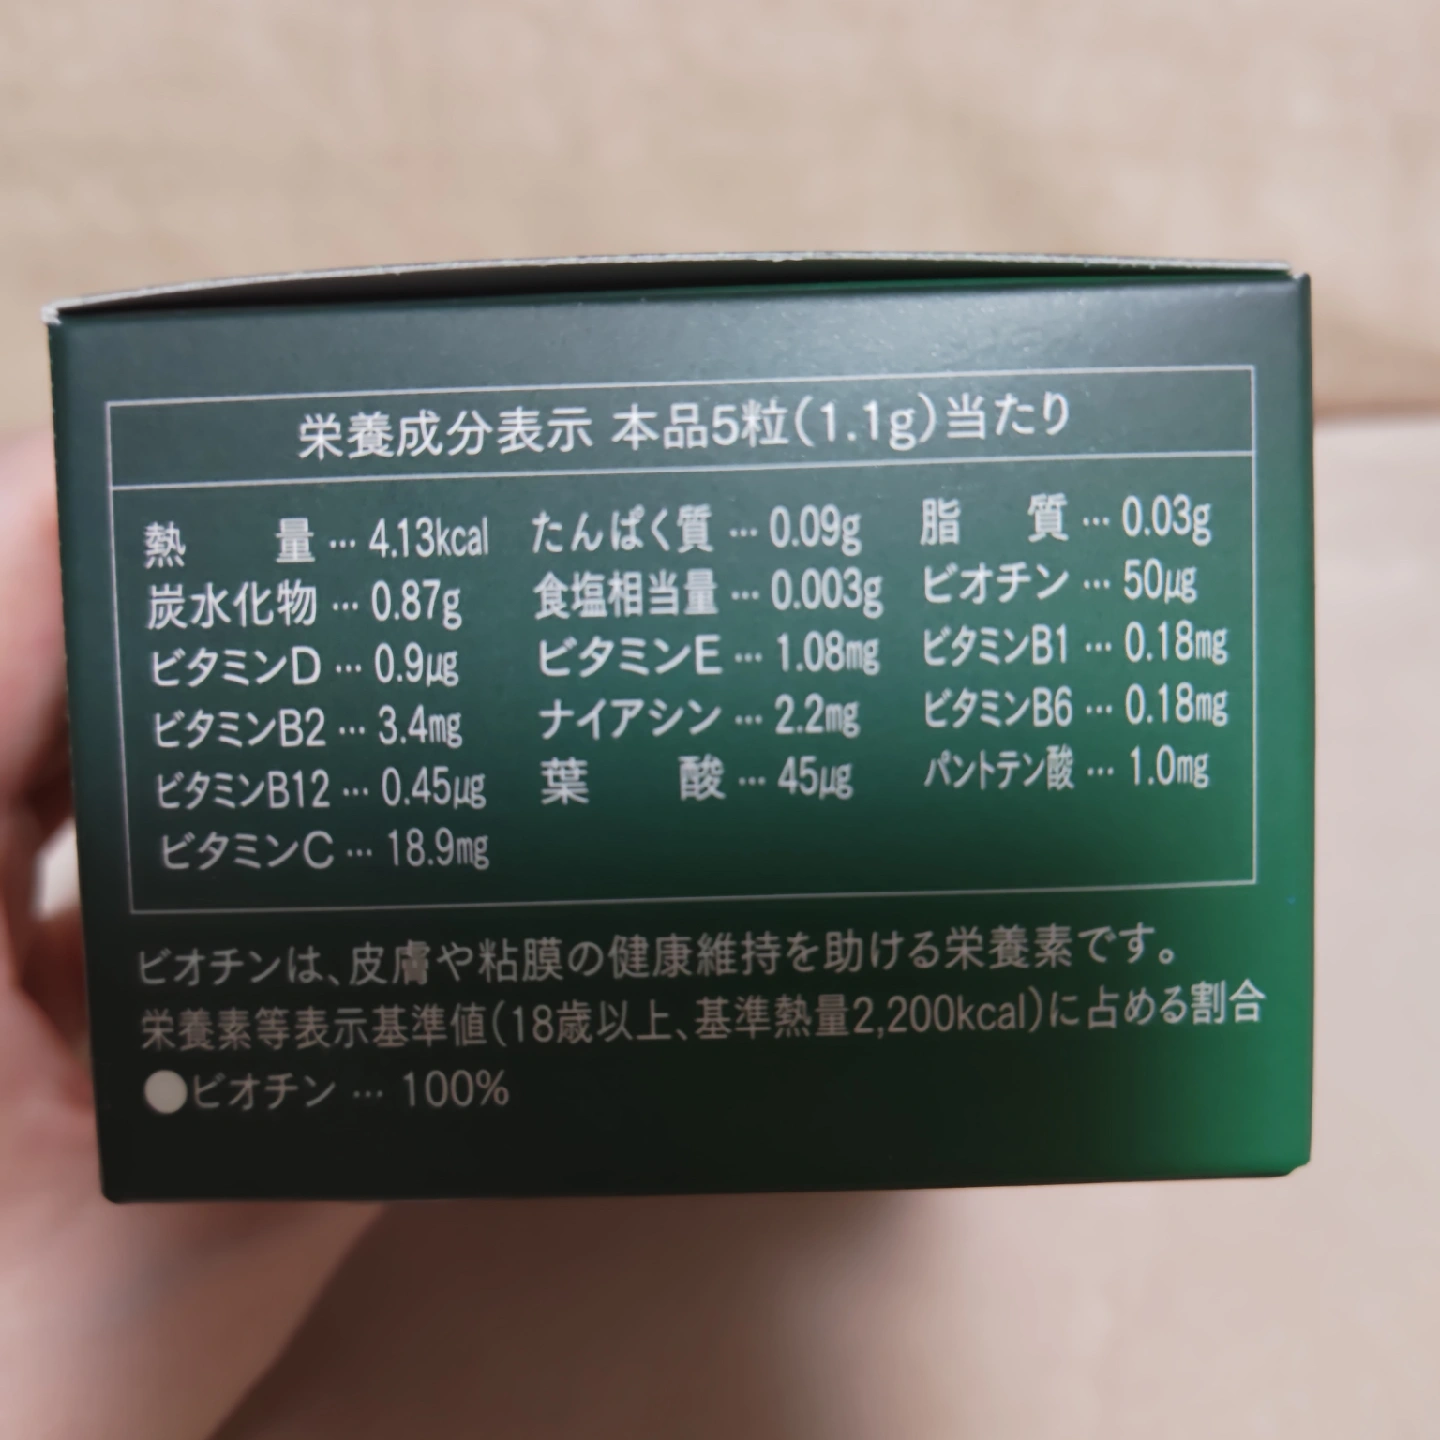 栄養成分表示 本品5粒(1.1g)当たり
熱　量…4.13kcal たんぱく質…0.09g 脂　質…0.03g
炭水化物…0.87g 食塩相当量…0.003g ビオチン…50μg
ビタミンD…0.9μg ビタミンE…1.08mg ビタミンB1…0.18mg
ビタミンB2…3.4mg ナイアシン…2.2mg ビタミンB6…0.18mg
ビタミンB12…0.45μg 葉　酸…45μg パントテン酸…1.0mg
ビタミンC…18.9mg
ビオチンは、皮膚や粘膜の健康維持を助ける栄養素です。
栄養素等表示基準値(18歳以上、基準熱量2,200kcal)に占める割合
●ビオチン…100%